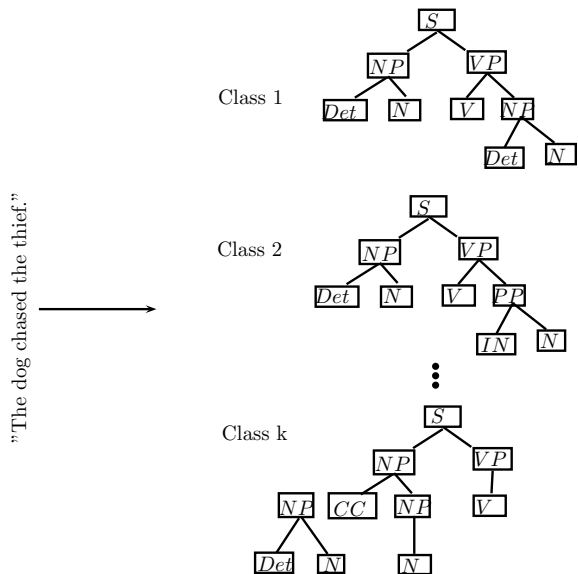 "The dog chased the thief."
Class 1
S
NP VP
Det N V NP
Det N
Class 2
S
NP VP
Det N V PP
IN N
Class k
S
NP VP
NP CC NP V
Det N N